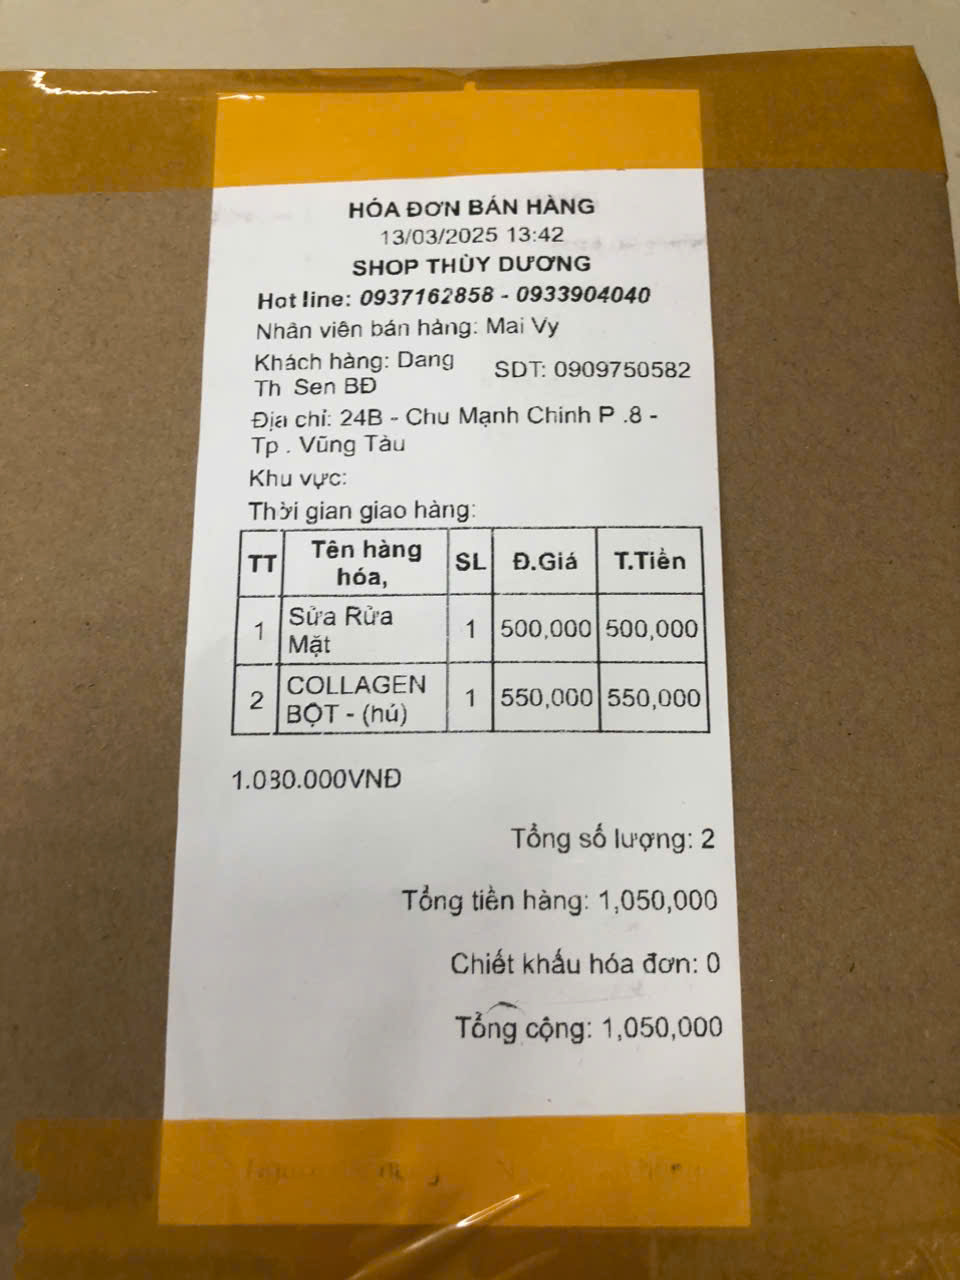 HÓA ĐƠN BÁN HÀNG
13/03/2025 13:42
SHOP THÙY DƯƠNG
Hot line: 0937162858 - 0933904040
Nhân viên bán hàng: Mai Vy
Khách hàng: Dang
Th Sen BĐ
SDT: 0909750582
Địa chỉ: 24B - Chu Mạnh Chinh P .8 -
Tp . Vũng Tàu
Khu vực:
Thời gian giao hàng:
TT Tên hàng hóa, SL Đ.Giá T.Tiền
1 Sửa Rửa Mặt 1 500,000 500,000
2 COLLAGEN BỘT - (hủ) 1 550,000 550,000
1.080.000VNĐ
Tổng số lượng: 2
Tổng tiền hàng: 1,050,000
Chiết khấu hóa đơn: 0
Tổng cộng: 1,050,000